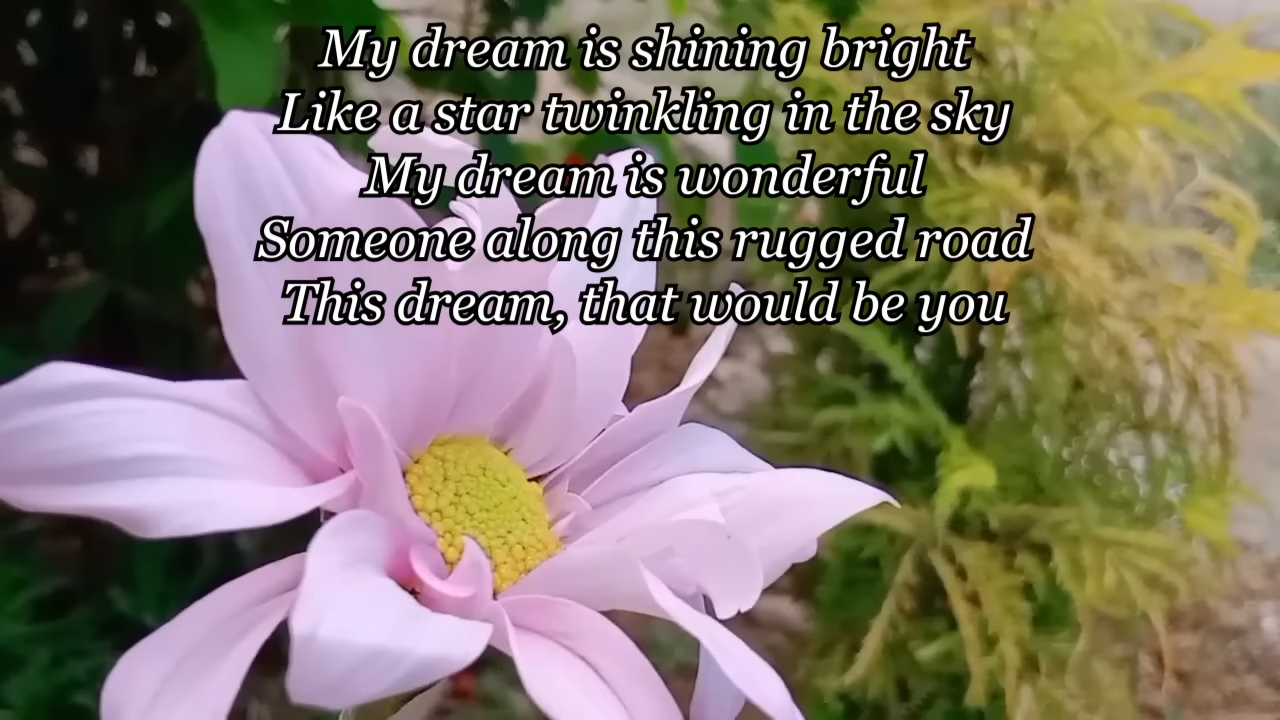 My dream is shining bright
Like a star twinkling in the sky
My dream is wonderful
Someone along this rugged road
This dream, that would be you